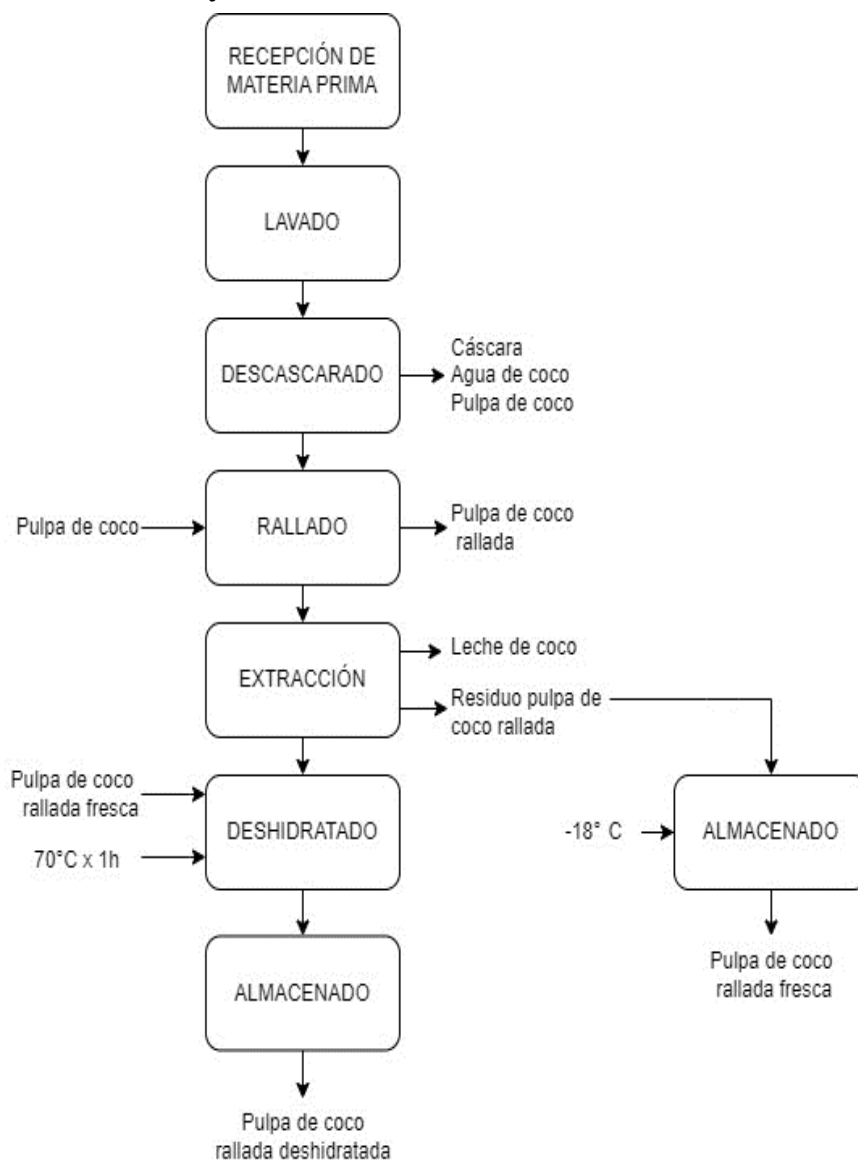 RECEPCIÓN DE
MATERIA PRIMA
LAVADO
DESCASCARADO
Cáscara
Agua de coco
Pulpa de coco
Pulpa de coco
RALLADO
Pulpa de coco
rallada
EXTRACCIÓN
Leche de coco
Residuo pulpa de
coco rallada
Pulpa de coco
rallada fresca
70°C x 1h
DESHIDRATADO
-18° C
ALMACENADO
Pulpa de coco
rallada fresca
ALMACENADO
Pulpa de coco
rallada deshidratada